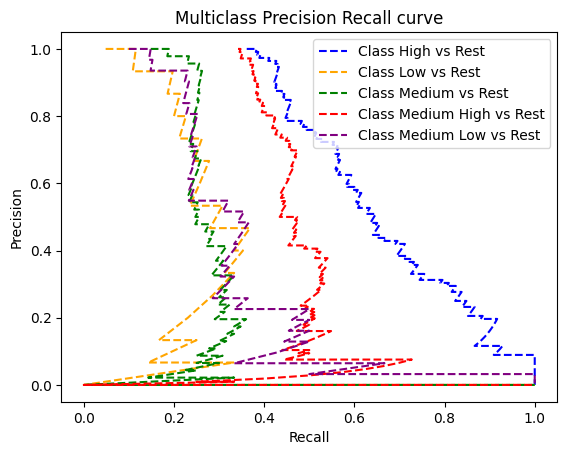 Multiclass Precision Recall curve
Class High vs Rest
Class Low vs Rest
Class Medium vs Rest
Class Medium High vs Rest
Class Medium Low vs Rest
Precision
1.0
0.8
0.6
0.4
0.2
0.0
0.0 0.2 0.4 0.6 0.8 1.0
Recall